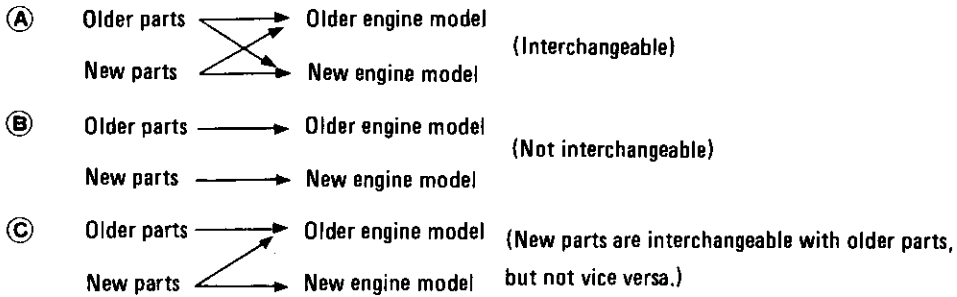 Ⓐ Older parts Older engine model
(Interchangeable)
New parts New engine model
Ⓑ Older parts Older engine model
(Not interchangeable)
New parts New engine model
Ⓒ Older parts Older engine model (New parts are interchangeable with older parts,
New parts New engine model but not vice versa.)